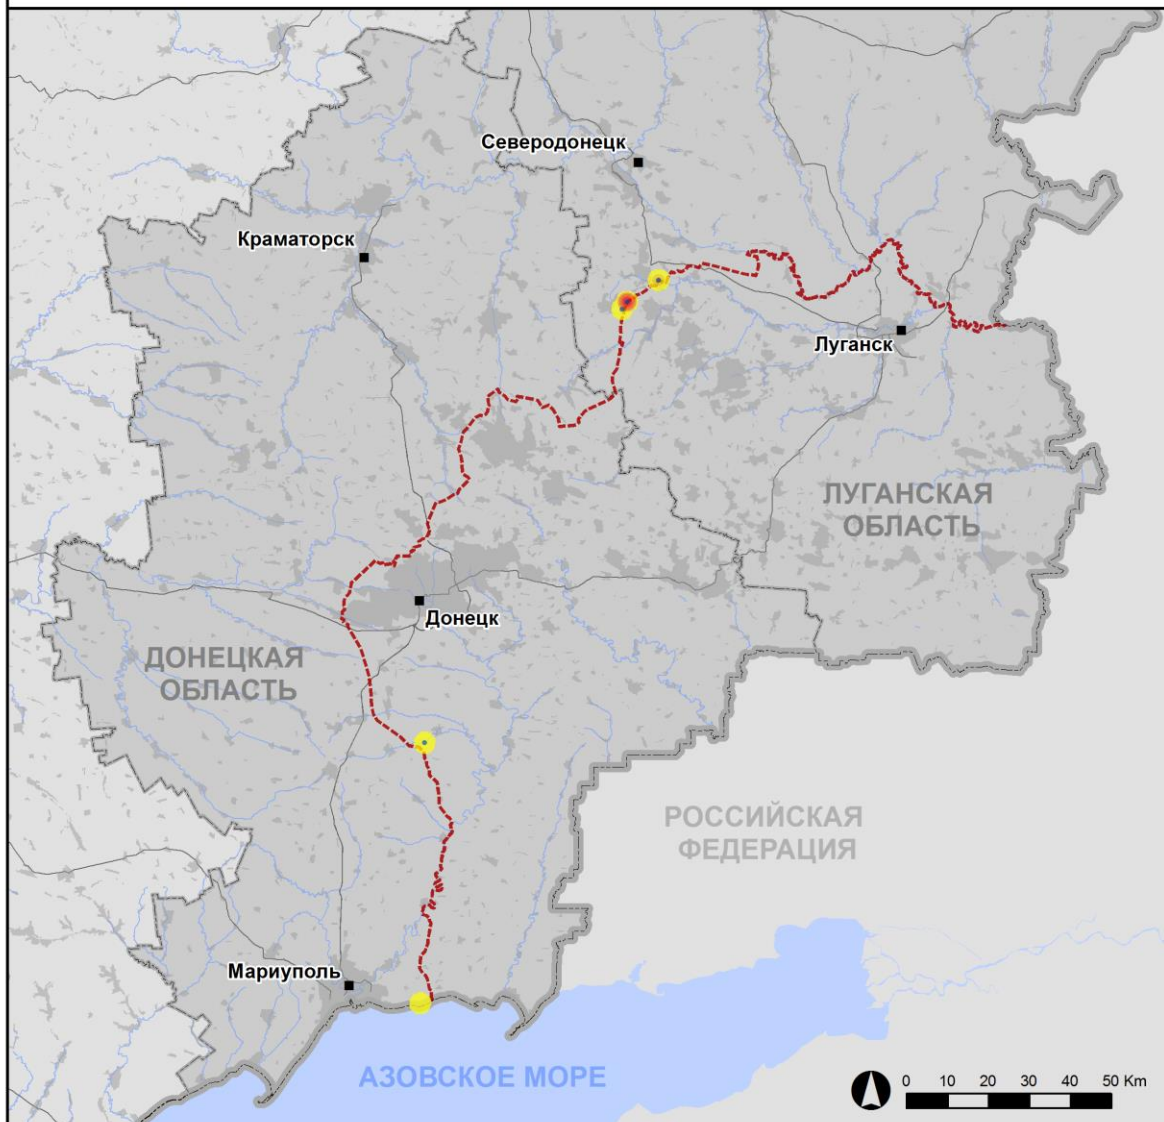 Северодонецк
Краматорск
Луганск
ЛУГАНСКАЯ
ОБЛАСТЬ
Донецк
ДОНЕЦКАЯ
ОБЛАСТЬ
РОССИЙСКАЯ
ФЕДЕРАЦИЯ
Мариуполь
АЗОВСКОЕ МОРЕ
0 10 20 30 40 50 Км